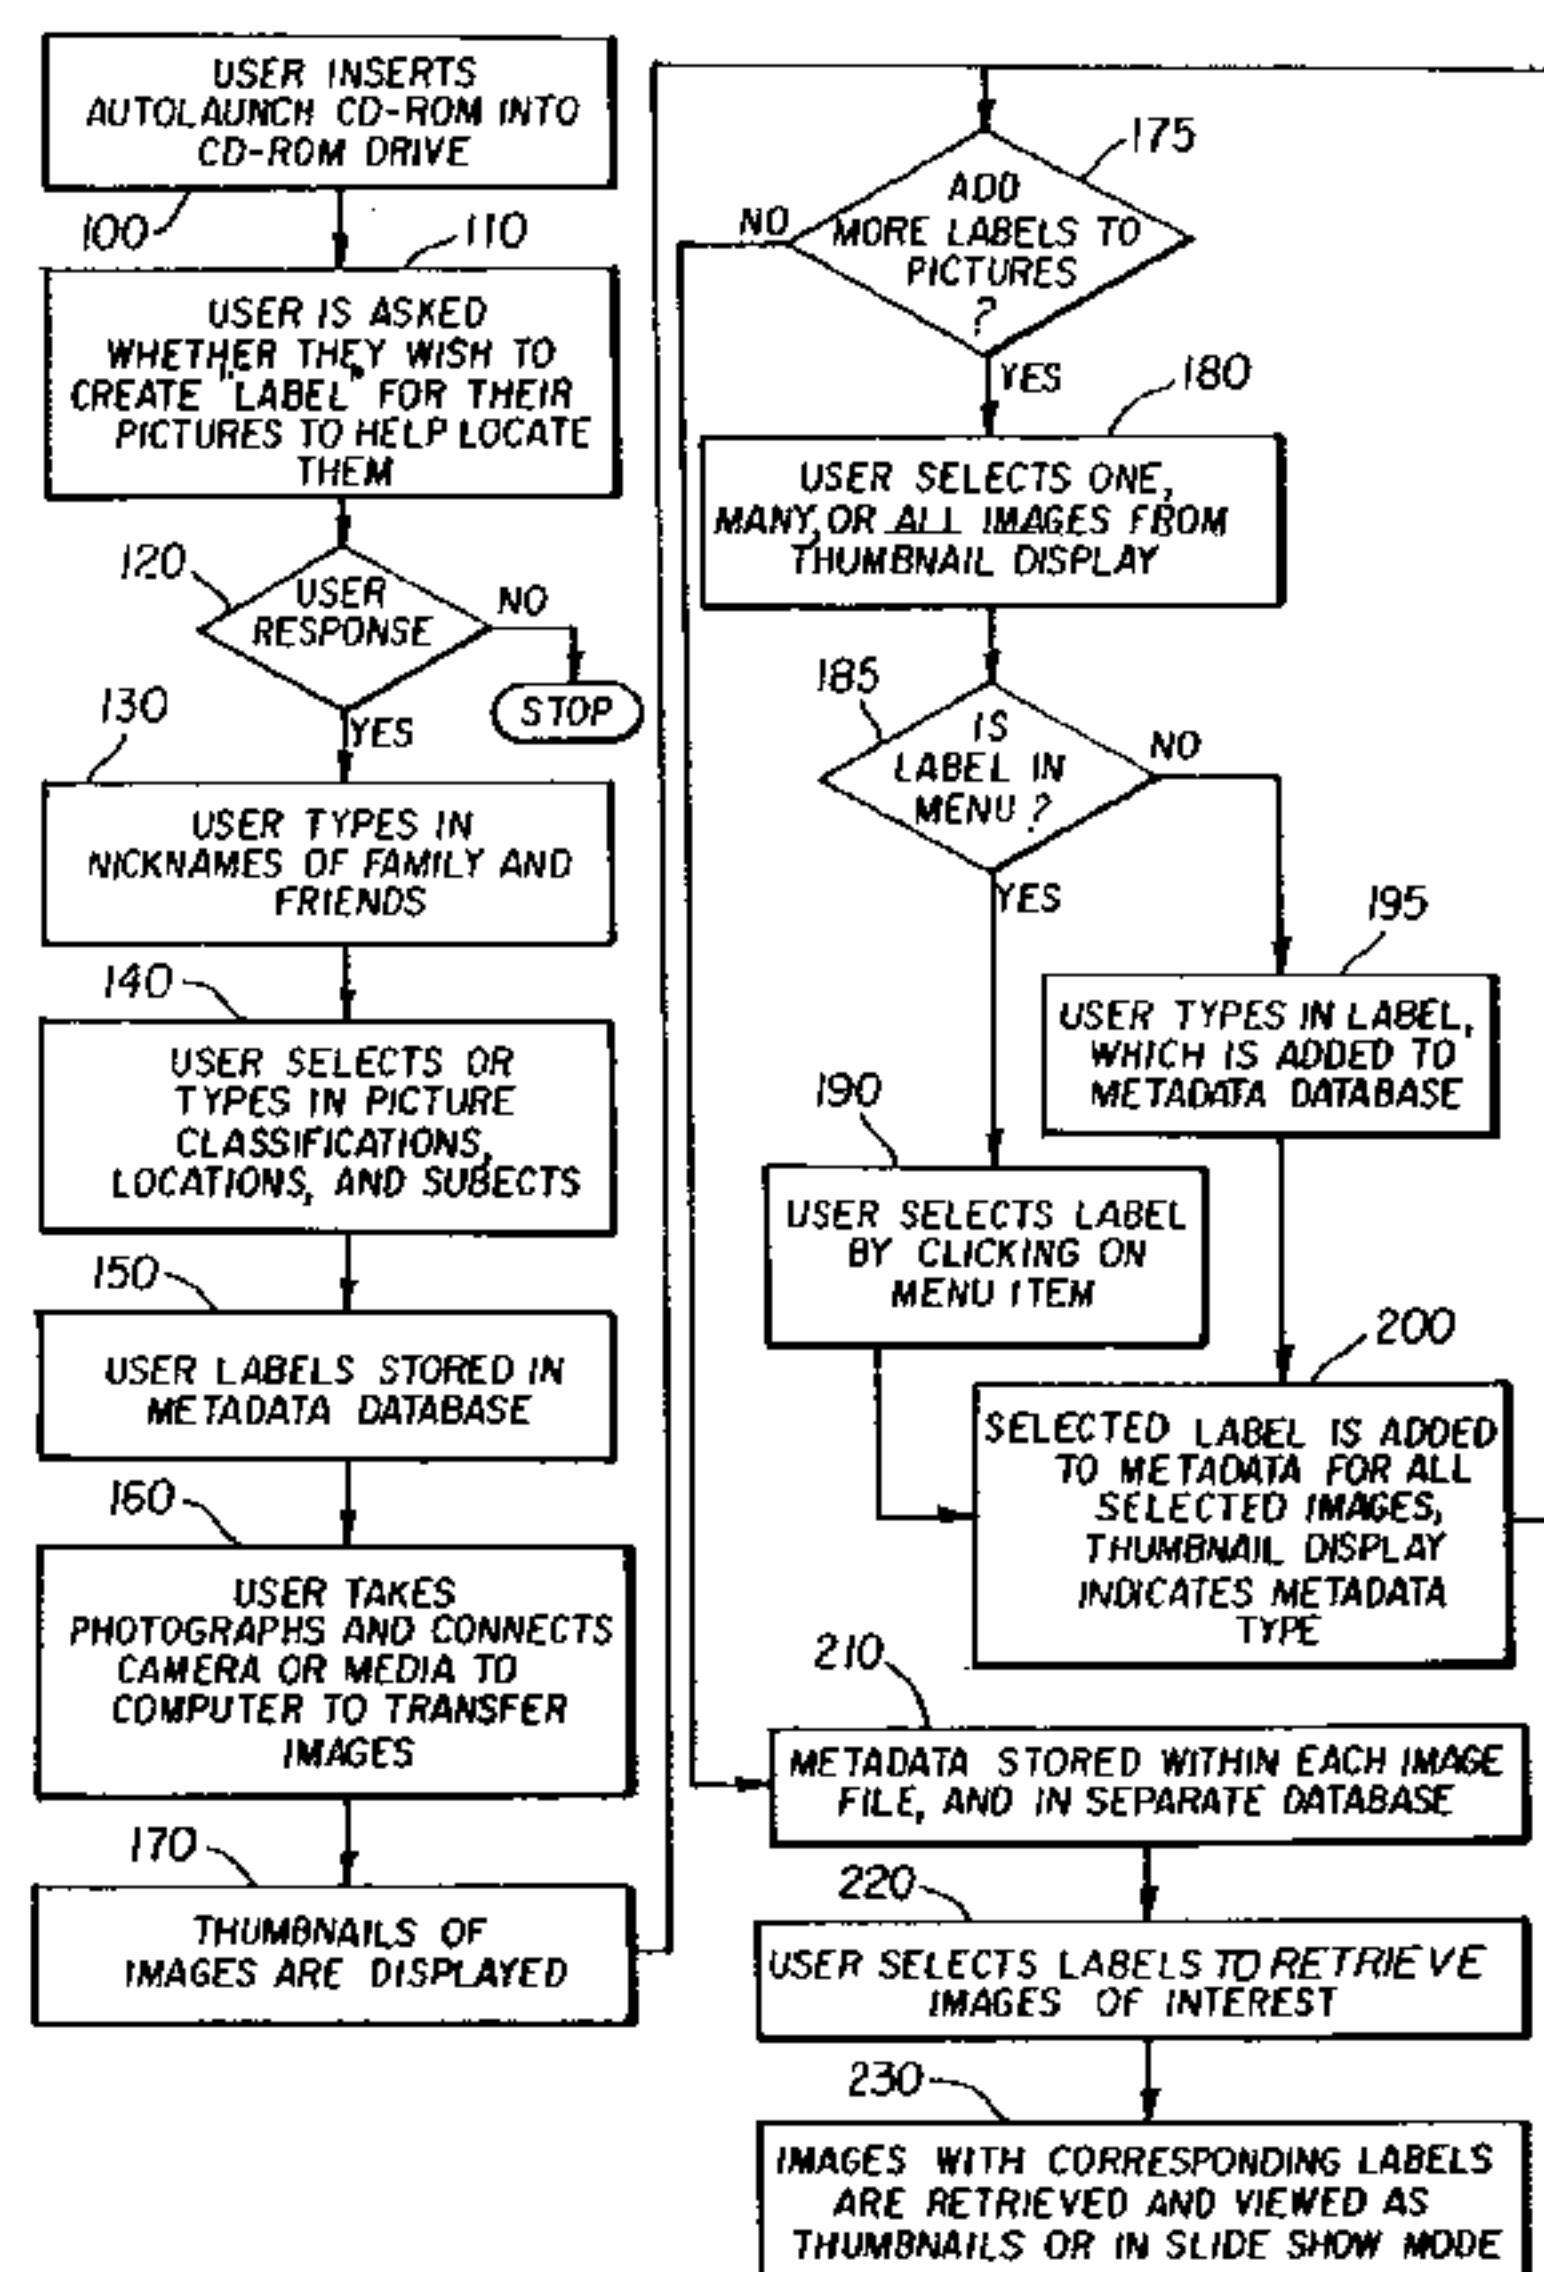 USER INSERTS
AUTOLAUNCH CD-ROM INTO
CD-ROM DRIVE
100
110
USER IS ASKED
WHETHER THEY WISH TO
CREATE "LABEL" FOR THEIR
PICTURES TO HELP LOCATE
THEM
120
USER
RESPONSE
NO
STOP
YES
130
USER TYPES IN
NICKNAMES OF FAMILY AND
FRIENDS
140
USER SELECTS OR
TYPES IN PICTURE
CLASSIFICATIONS,
LOCATIONS, AND SUBECTS
150
USER LABELS STORED IN
METADATA DATABASE
160
USER TAKES
PHOTOGRAPHS AND CONNECTS
CAMERA OR MEDIA TO
COMPUTER TO TRANSFER
IMAGES
170
THUMBNAILS OF
IMAGES ARE DISPLAYED
175
ADD
MORE LABELS TO
PICTURES
?
NO
YES
180
USER SELECTS ONE,
MANY, OR ALL IMAGES FROM
THUMBNAIL DISPLAY
185
IS
LABEL IN
MENU ?
NO
YES
195
USER TYPES IN LABEL,
WHICH IS ADDED TO
METADATA DATABASE
190
USER SELECTS LABEL
BY CLICKING ON
MENU ITEM
200
SELECTED LABEL IS ADDED
TO METADATA FOR ALL
SELECTED IMAGES,
THUMBNAIL DISPLAY
INDICATES METADATA
TYPE
210
METADATA STORED WITHIN EACH IMAGE
FILE, AND IN SEPARATE DATABASE
220
USER SELECTS LABELS TO RETRIEVE
IMAGES OF INTEREST
230
IMAGES WITH CORRESPONDING LABELS
ARE RETRIEVED AND VIEWED AS
THUMBNAILS OR IN SLIDE SHOW MODE